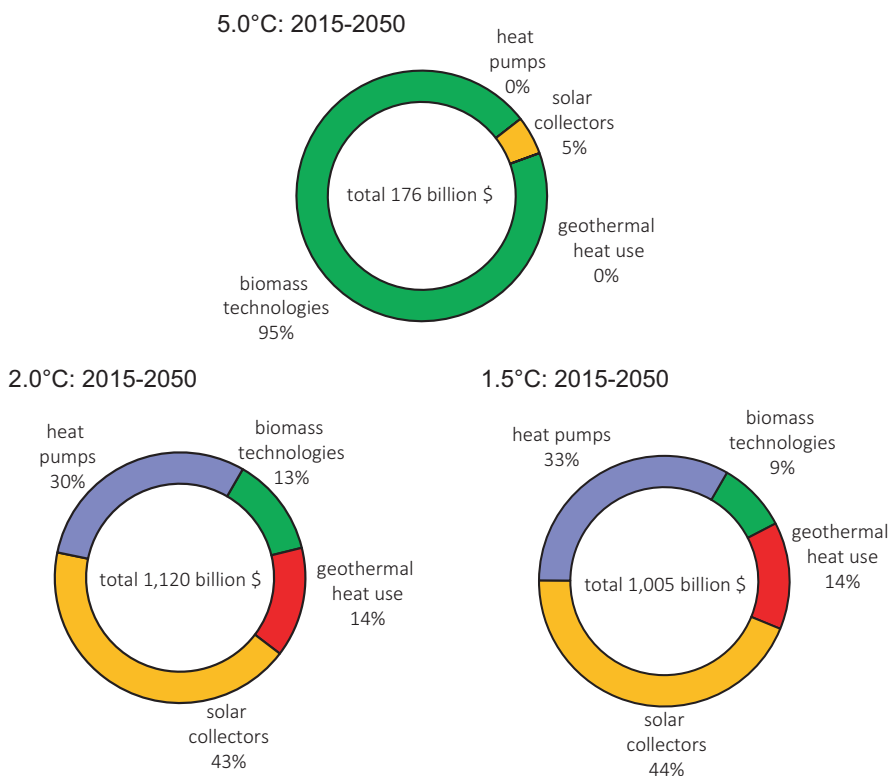 5.0°C: 2015-2050
heat
pumps
0%
solar
collectors
5%
total 176 billion $
geothermal
heat use
0%
biomass
technologies
95%
2.0°C: 2015-2050
heat
pumps
30%
biomass
technologies
13%
total 1,120 billion $
geothermal
heat use
14%
solar
collectors
43%
1.5°C: 2015-2050
heat pumps
33%
biomass
technologies
9%
total 1,005 billion $
geothermal
heat use
14%
solar
collectors
44%